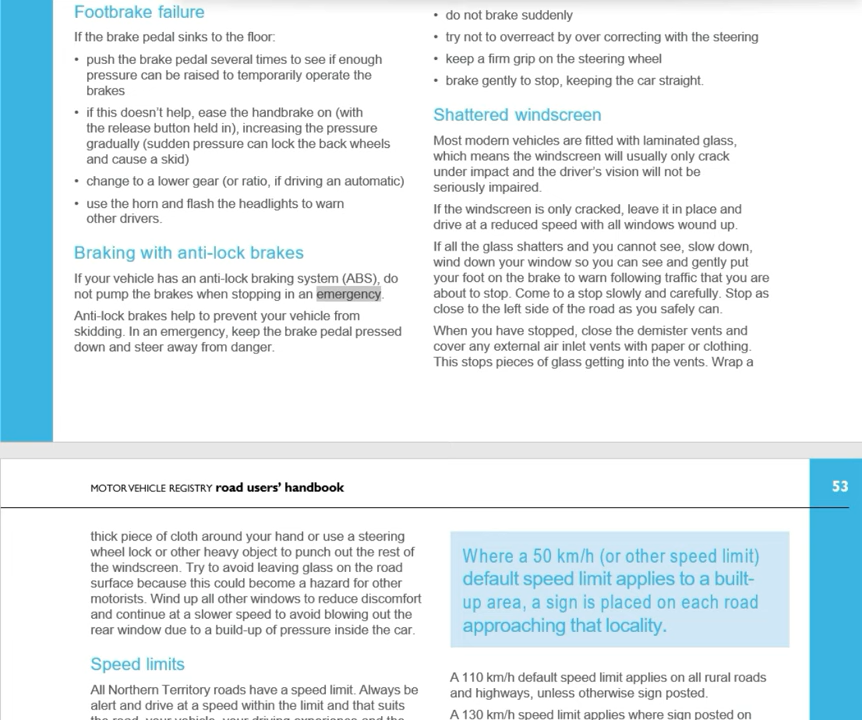 Footbrake failure
If the brake pedal sinks to the floor:
• push the brake pedal several times to see if enough
pressure can be raised to temporarily operate the
brakes
• if this doesn’t help, ease the handbrake on (with
the release button held in), increasing the pressure
gradually (sudden pressure can lock the back wheels
and cause a skid)
• change to a lower gear (or ratio, if driving an automatic)
• use the horn and flash the headlights to warn
other drivers.
Braking with anti-lock brakes
If your vehicle has an anti-lock braking system (ABS), do
not pump the brakes when stopping in an emergency.
Anti-lock brakes help to prevent your vehicle from
skidding. In an emergency, keep the brake pedal pressed
down and steer away from danger.
• do not brake suddenly
• try not to overreact by over correcting with the steering
• keep a firm grip on the steering wheel
• brake gently to stop, keeping the car straight.
Shattered windscreen
Most modern vehicles are fitted with laminated glass,
which means the windscreen will usually only crack
under impact and the driver’s vision will not be
seriously impaired.
If the windscreen is only cracked, leave it in place and
drive at a reduced speed with all windows wound up.
If all the glass shatters and you cannot see, slow down,
wind down your window so you can see and gently put
your foot on the brake to warn following traffic that you are
about to stop. Come to a stop slowly and carefully. Stop as
close to the left side of the road as you safely can.
When you have stopped, close the demister vents and
cover any external air inlet vents with paper or clothing.
This stops pieces of glass getting into the vents. Wrap a
MOTOR VEHICLE REGISTRY road users’ handbook
53
thick piece of cloth around your hand or use a steering
wheel lock or other heavy object to punch out the rest of
the windscreen. Try to avoid leaving glass on the road
surface because this could become a hazard for other
motorists. Wind up all other windows to reduce discomfort
and continue at a slower speed to avoid blowing out the
rear window due to a build-up of pressure inside the car.
Speed limits
All Northern Territory roads have a speed limit. Always be
alert and drive at a speed within the limit and that suits
the road, your vehicle, your driving experience and the
Where a 50 km/h (or other speed limit)
default speed limit applies to a built-
up area, a sign is placed on each road
approaching that locality.
A 110 km/h default speed limit applies on all rural roads
and highways, unless otherwise sign posted.
A 130 km/h speed limit applies where sign posted on